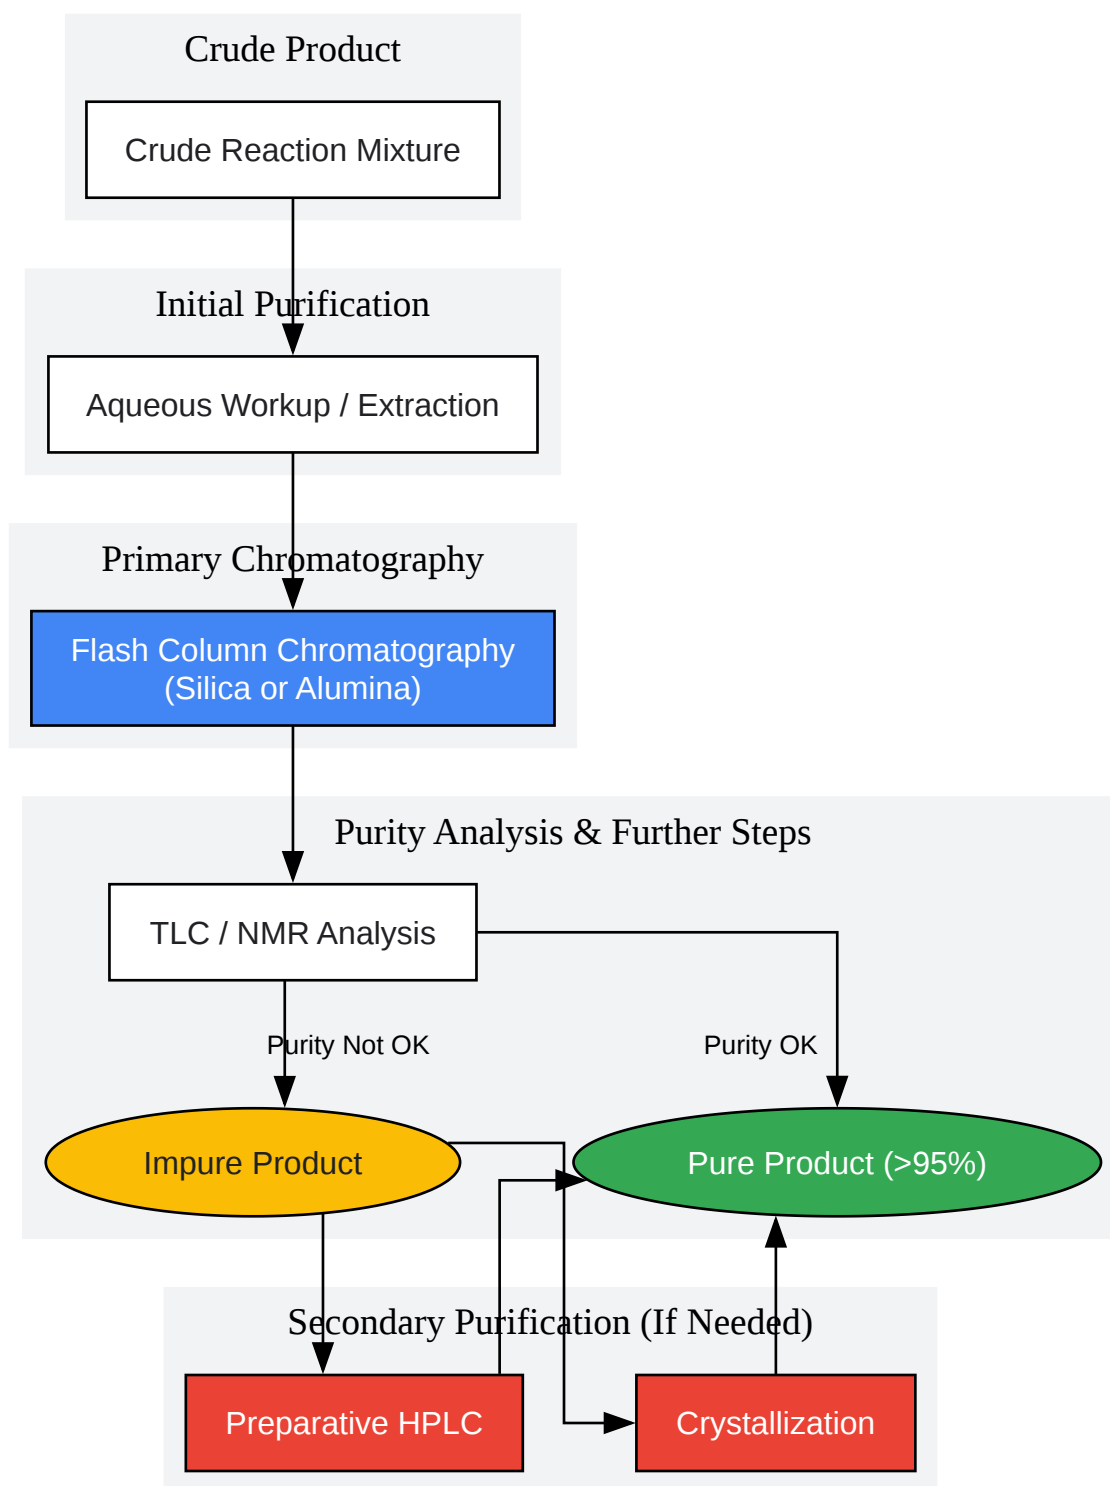 Crude Product
Crude Reaction Mixture
Initial Purification
Aqueous Workup / Extraction
Primary Chromatography
Flash Column Chromatography
(Silica or Alumina)
Purity Analysis & Further Steps
TLC / NMR Analysis
Purity Not OK
Purity OK
Impure Product
Pure Product (>95%)
Secondary Purification (If Needed)
Preparative HPLC
Crystallization